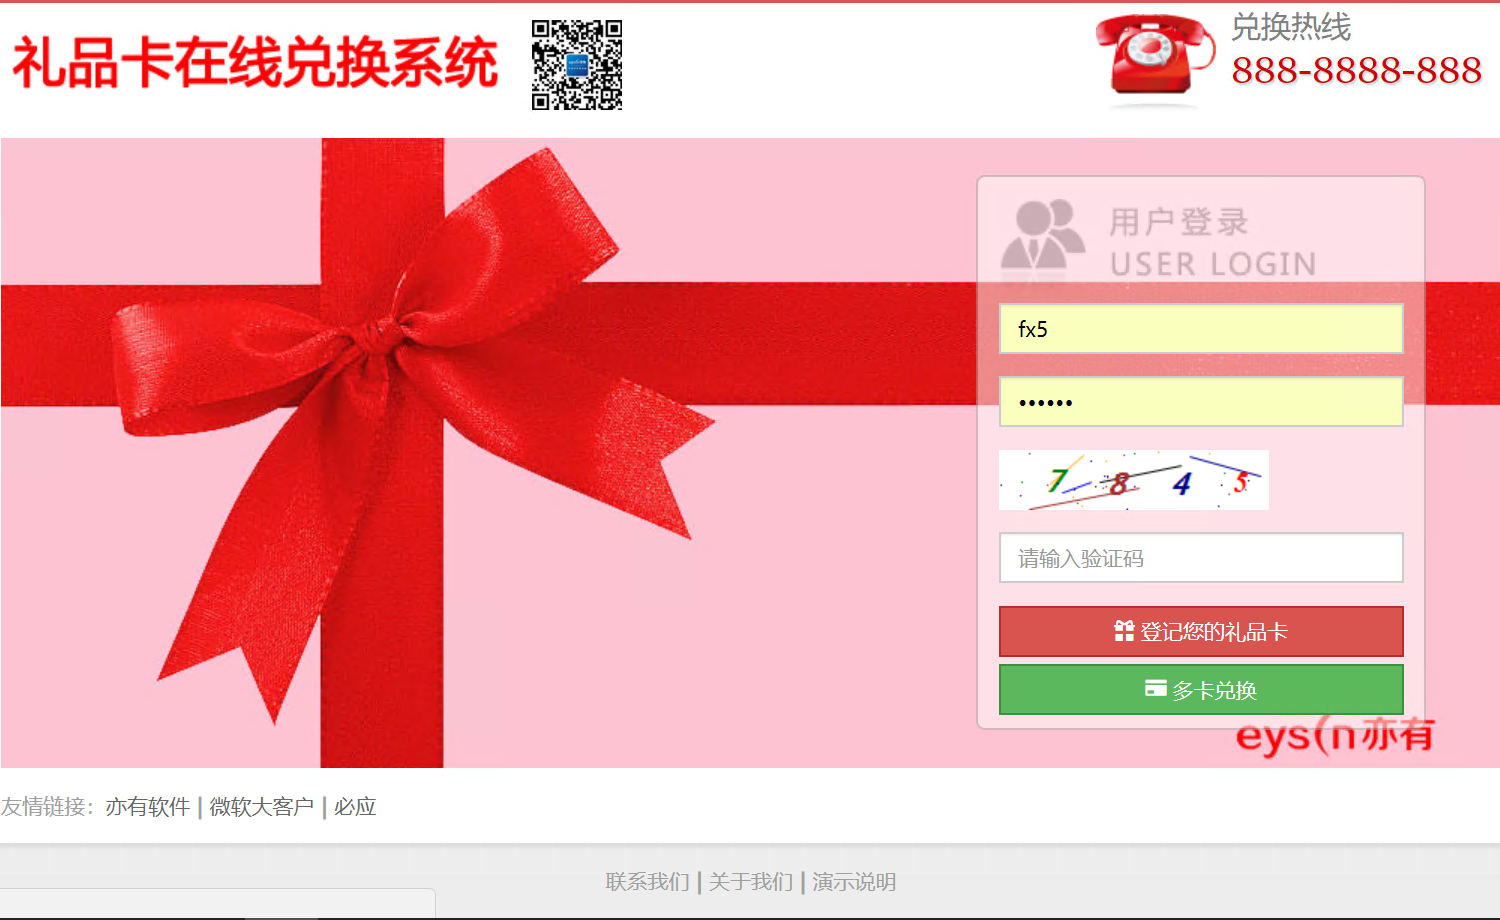 礼品卡在线兑换系统
兑换热线
888-8888-888
用户登录
USER LOGIN
fx5
••••••
7 8 4 5
请输入验证码
登记您的礼品卡
多卡兑换
eys(n亦有
友情链接：亦有软件 | 微软大客户 | 必应
联系我们 | 关于我们 | 演示说明